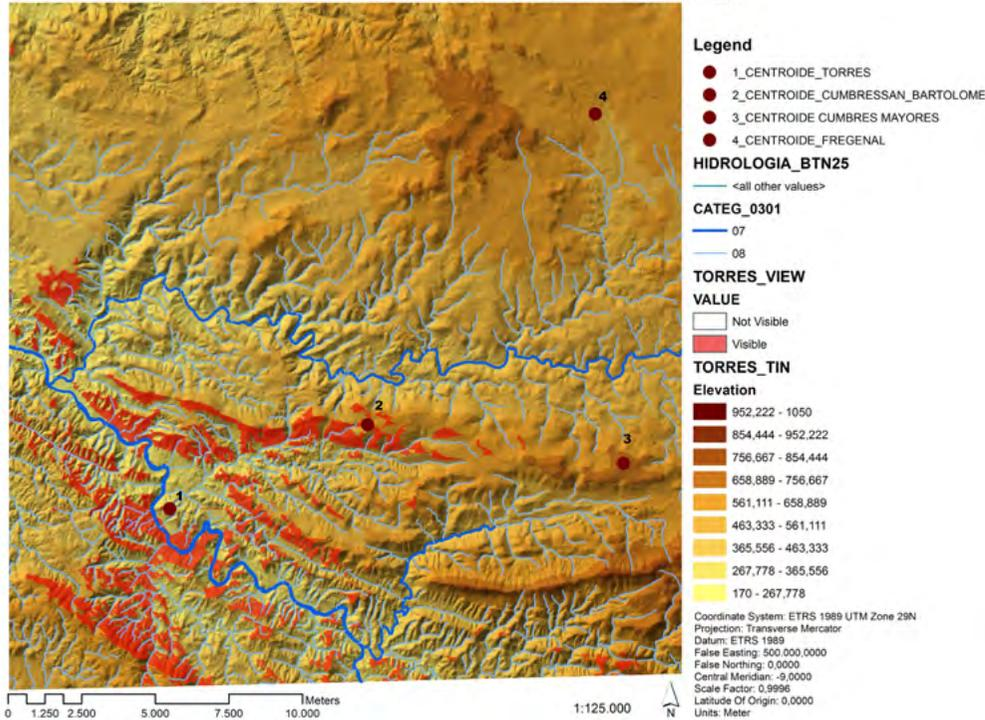 4
2
3
1
Legend
1_CENTROIDE_TORRES
2_CENTROIDE_CUMBRESSAN_BARTOLOME
3_CENTROIDE CUMBRES MAYORES
4_CENTROIDE_FREGENAL
HIDROLOGIA_BTN25
<all other values>
CATEG_0301
07
08
TORRES_VIEW
VALUE
Not Visible
Visible
TORRES_TIN
Elevation
952,222 - 1050
854,444 - 952,222
756,667 - 854,444
658,889 - 756,667
561,111 - 658,889
463,333 - 561,111
365,556 - 463,333
267,778 - 365,556
170 - 267,778
Coordinate System: ETRS 1989 UTM Zone 29N
Projection: Transverse Mercator
Datum: ETRS 1989
False Easting: 500.000,0000
False Northing: 0,0000
Central Meridian: -9,0000
Scale Factor: 0,9996
Latitude Of Origin: 0,0000
Units: Meter
Meters
0 1.250 2.500 5.000 7.500 10.000
1:125.000
N